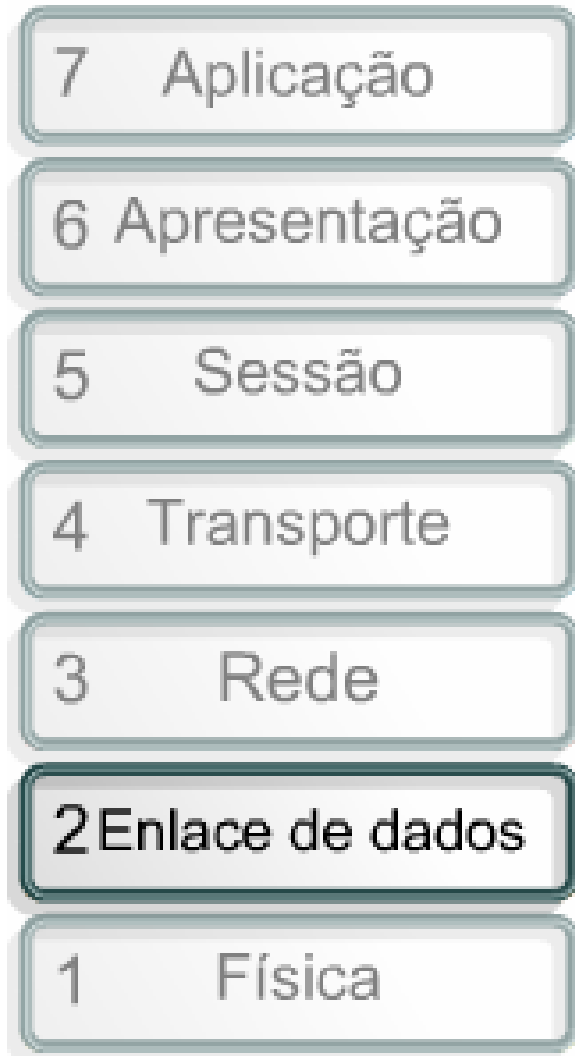 7 Aplicação
6 Apresentação
5 Sessão
4 Transporte
3 Rede
2 Enlace de dados
1 Física